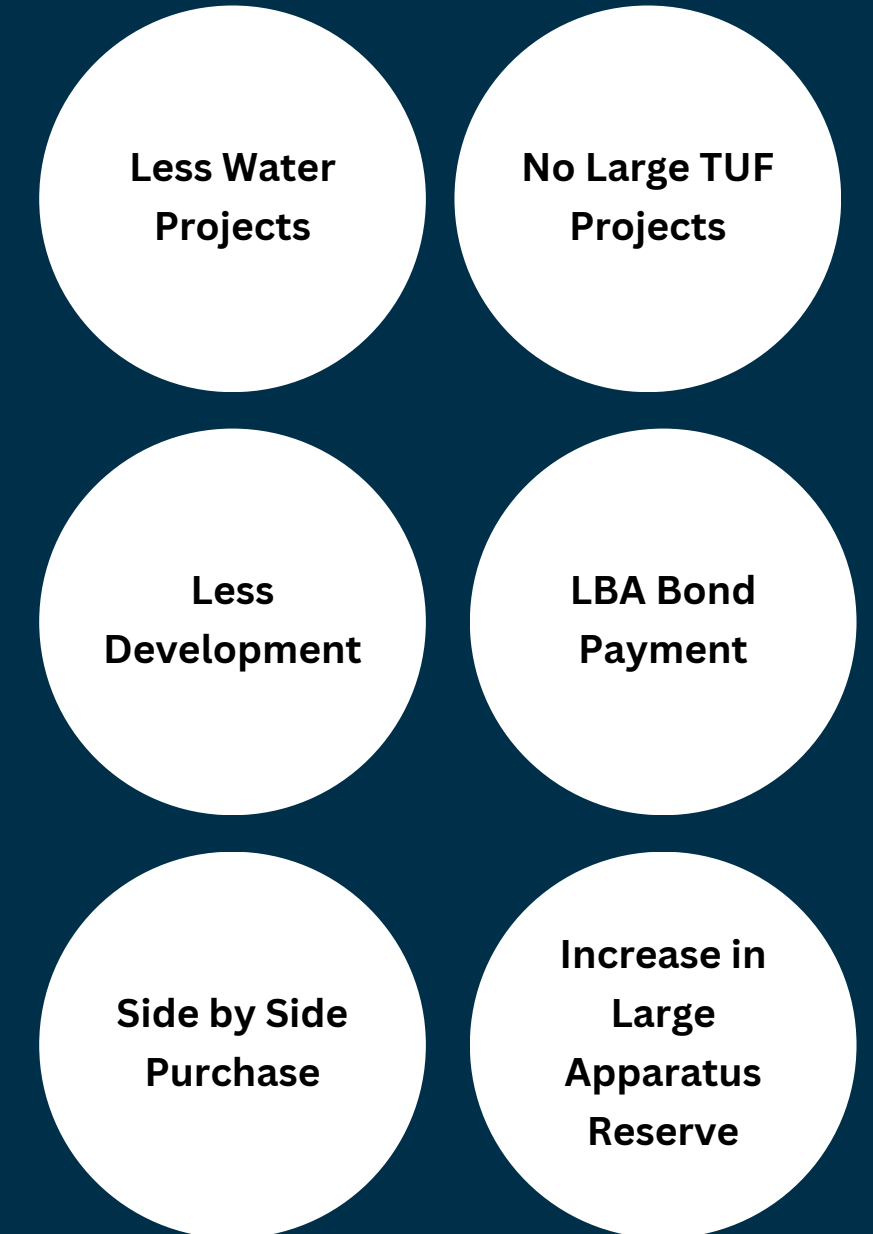 Less Water
Projects
No Large TUF
Projects
Less
Development
LBA Bond
Payment
Side by Side
Purchase
Increase in
Large
Apparatus
Reserve